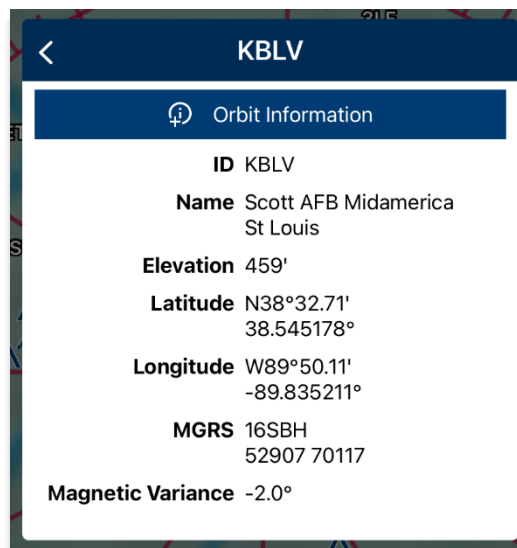 KBLV
Orbit Information
ID KBLV
Name Scott AFB Midamerica
St Louis
Elevation 459'
Latitude N38°32.71'
38.545178°
Longitude W89°50.11'
-89.835211°
MGRS 16SBH
52907 70117
Magnetic Variance -2.0°